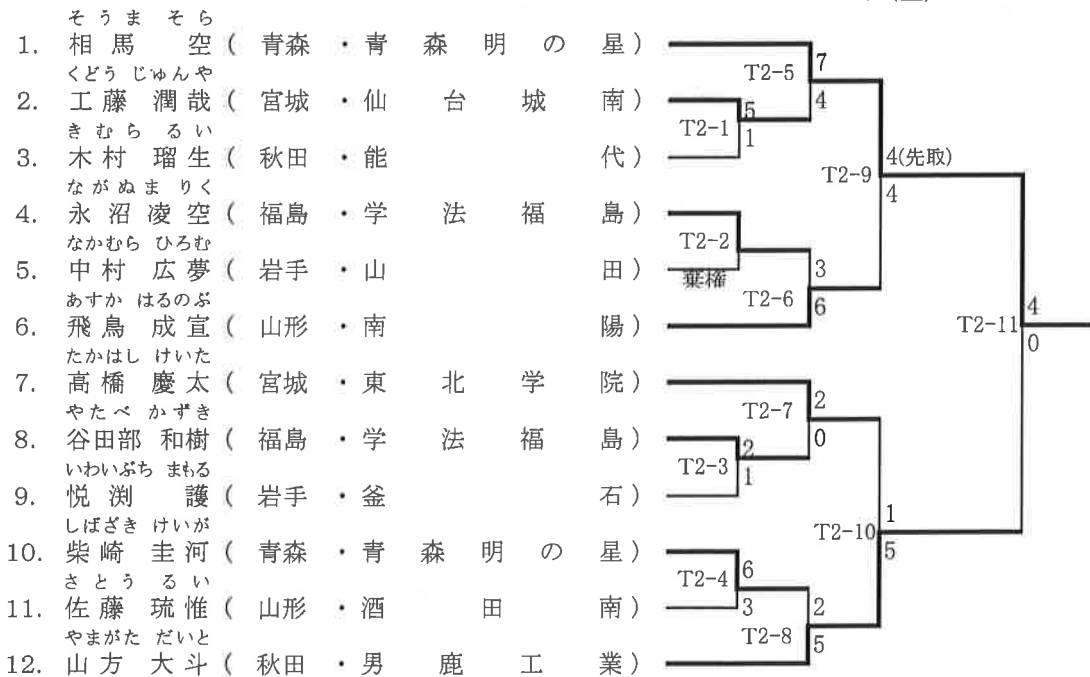 そうま そら
1. 相馬 空 ( 青森 ・ 青森明の星 )
くどう じゅんや
2. 工藤 潤哉 ( 宮城 ・ 仙台城南 )
きむら るい
3. 木村 瑠生 ( 秋田 ・ 能代 )
ながぬま りく
4. 永沼凌空 ( 福島 ・ 学法福島 )
なかむら ひろむ
5. 中村 広夢 ( 岩手 ・ 山田 )
あすか はるのぶ
6. 飛鳥 成宣 ( 山形 ・ 南陽 )
たかはし けいた
7. 高橋 慶太 ( 宮城 ・ 東北学院 )
やたべ かずき
8. 谷田部 和樹 ( 福島 ・ 学法福島 )
いわいぶち まもる
9. 悦渕 護 ( 岩手 ・ 釜石 )
しばざき けいが
10. 柴崎 圭河 ( 青森 ・ 青森明の星 )
さとう るい
11. 佐藤 琉惟 ( 山形 ・ 酒田南 )
やまがた だいと
12. 山方 大斗 ( 秋田 ・ 男鹿工業 )
T2-5 7 4
T2-1 5 1
T2-9 4(先取) 4
T2-2 棄権
T2-6 3 6
T2-11 4 0
T2-7 2 0
T2-3 2 1
T2-10 1 5
T2-4 6 3
T2-8 2 5